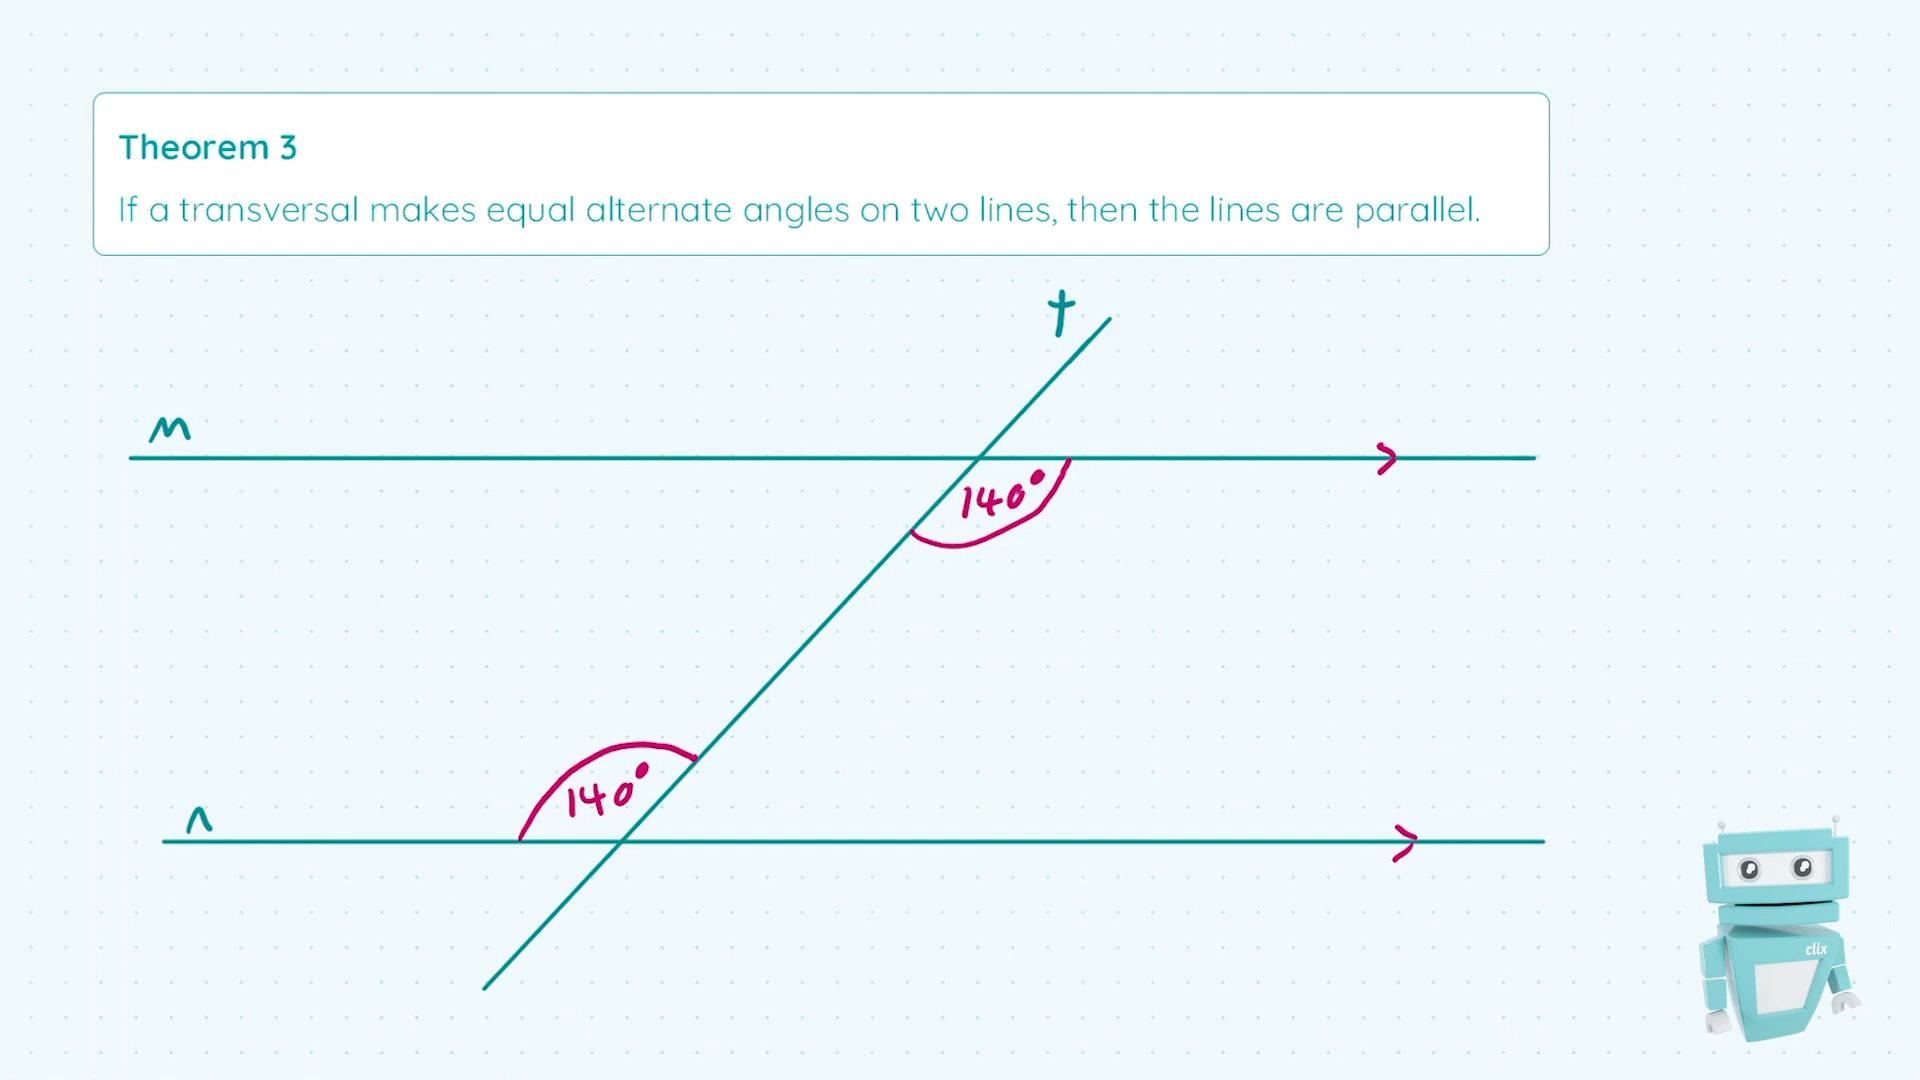 Theorem 3
If a transversal makes equal alternate angles on two lines, then the lines are parallel.
t
m
140°
140°
n
clix